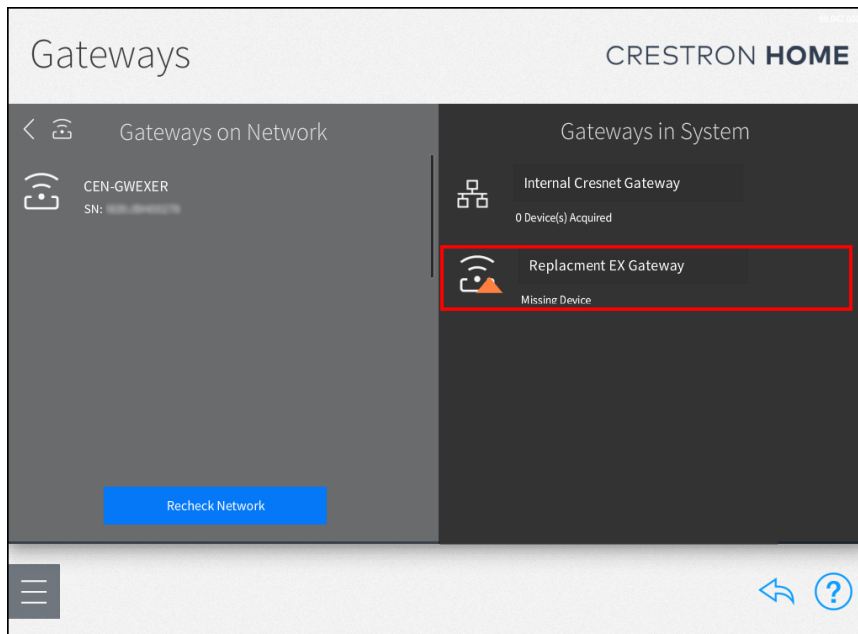 Gateways
CRESTRON HOME
Gateways on Network
CEN-GWEXER
SN:
Gateways in System
Internal Cresnet Gateway
0 Device(s) Acquired
Replacment EX Gateway
Missing Device
Recheck Network
?